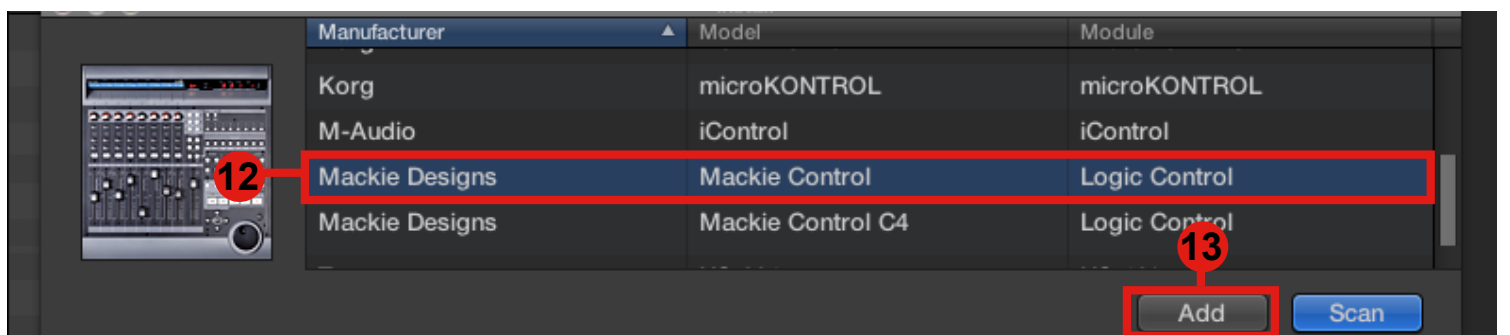 Manufacturer Model Module
Korg microKONTROL microKONTROL
M-Audio iControl iControl
12 Mackie Designs Mackie Control Logic Control
Mackie Designs Mackie Control C4 Logic Control
13
Add Scan